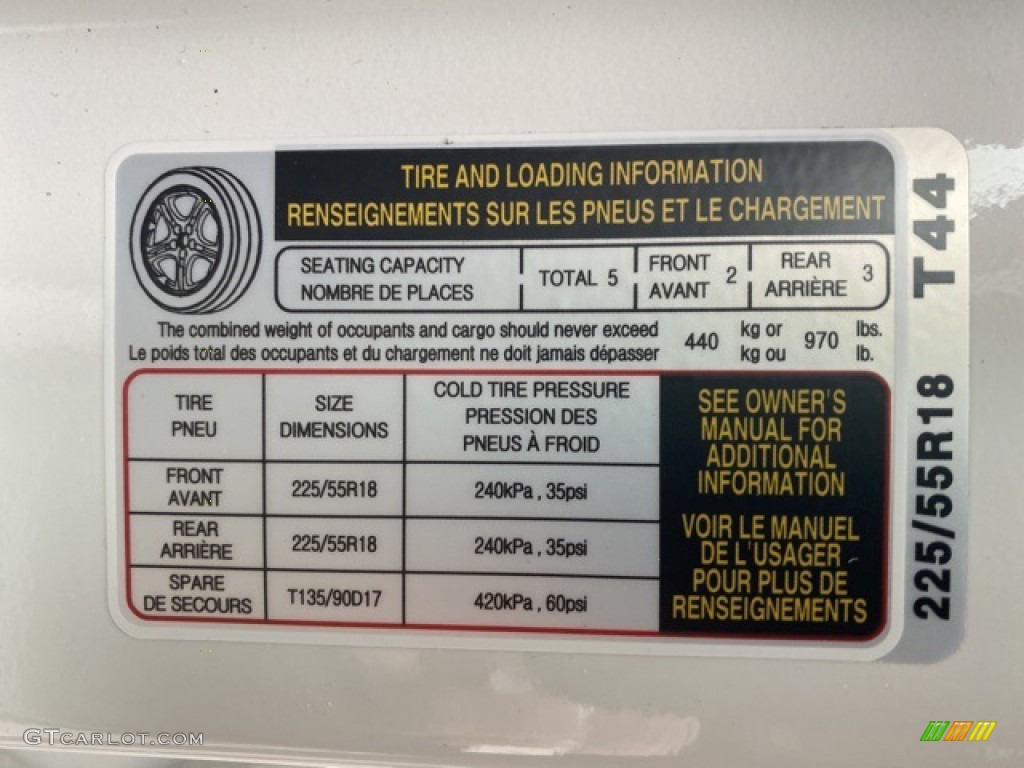 TIRE AND LOADING INFORMATION
RENSEIGNEMENTS SUR LES PNEUS ET LE CHARGEMENT
SEATING CAPACITY
NOMBRE DE PLACES
TOTAL 5
FRONT
AVANT
2
REAR
ARRIÈRE
3
The combined weight of occupants and cargo should never exceed
Le poids total des occupants et du chargement ne doit jamais dépasser
440
kg or
kg ou
970
lbs.
lb.
TIRE
PNEU
SIZE
DIMENSIONS
COLD TIRE PRESSURE
PRESSION DES
PNEUS À FROID
FRONT
AVANT
225/55R18
240kPa , 35psi
REAR
ARRIÈRE
225/55R18
240kPa , 35psi
SPARE
DE SECOURS
T135/90D17
420kPa , 60psi
SEE OWNER'S
MANUAL FOR
ADDITIONAL
INFORMATION
VOIR LE MANUEL
DE L'USAGER
POUR PLUS DE
RENSEIGNEMENTS
225/55R18 T44
GTCARLOT.COM